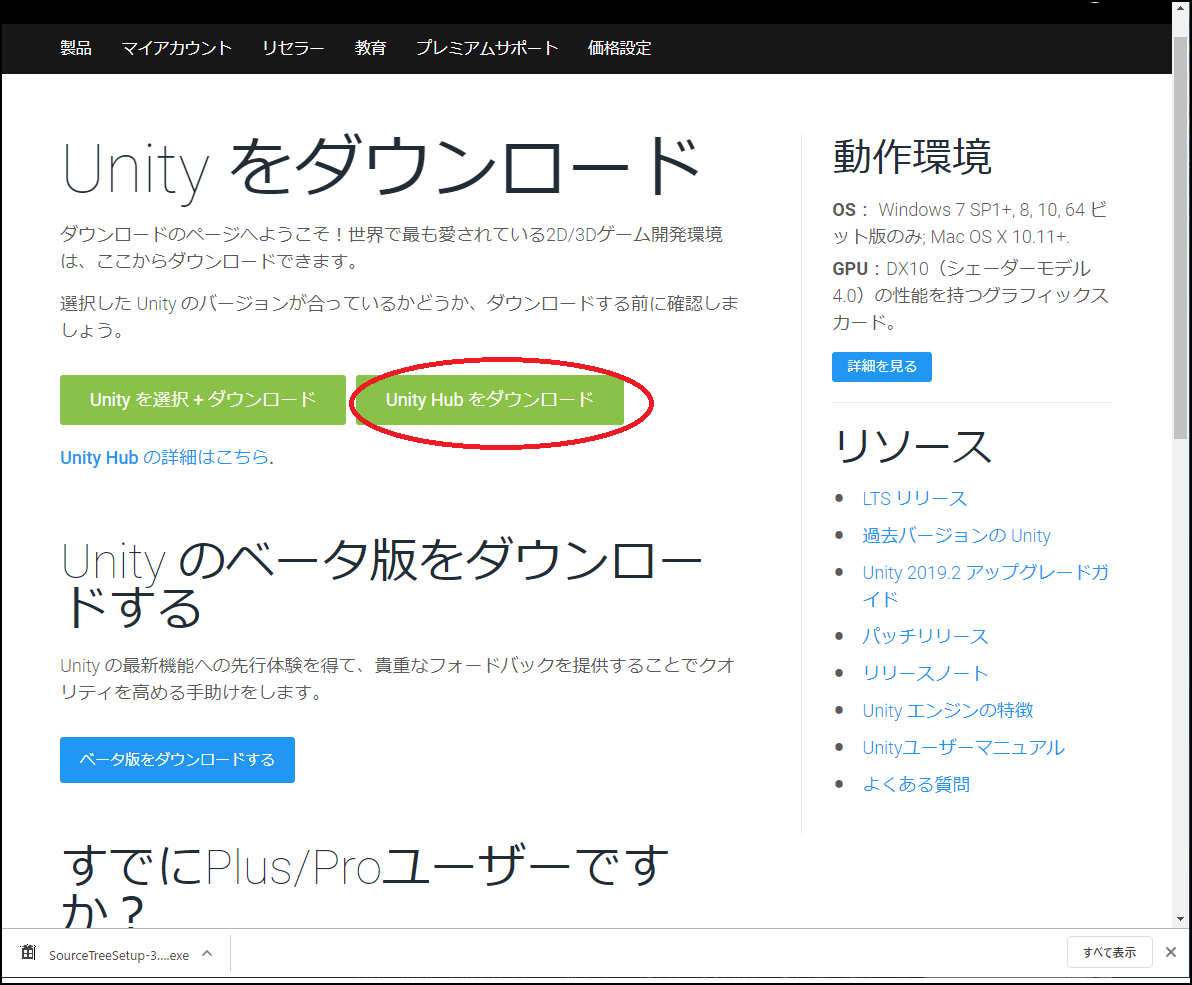 製品 マイアカウント リセラー 教育 プレミアムサポート 価格設定
Unity をダウンロード
ダウンロードのページへようこそ！世界で最も愛されている2D/3Dゲーム開発環境
は、ここからダウンロードできます。
選択した Unity のバージョンが合っているかどうか、ダウンロードする前に確認しま
しょう。
Unity を選択 + ダウンロード
Unity Hub をダウンロード
Unity Hub の詳細はこちら.
Unity のベータ版をダウンロー
ドする
Unity の最新機能への先行体験を得て、貴重なフォードバックを提供することでクオ
リティを高める手助けをします。
ベータ版をダウンロードする
すでにPlus/Proユーザーです
か？
動作環境
OS： Windows 7 SP1+, 8, 10, 64 ビ
ット版のみ; Mac OS X 10.11+.
GPU：DX10（シェーダーモデル
4.0）の性能を持つグラフィックス
カード。
詳細を見る
リソース
LTS リリース
過去バージョンの Unity
Unity 2019.2 アップグレードガ
イド
パッチリリース
リリースノート
Unity エンジンの特徴
Unityユーザーマニュアル
よくある質問
SourceTreeSetup-3....exe
すべて表示